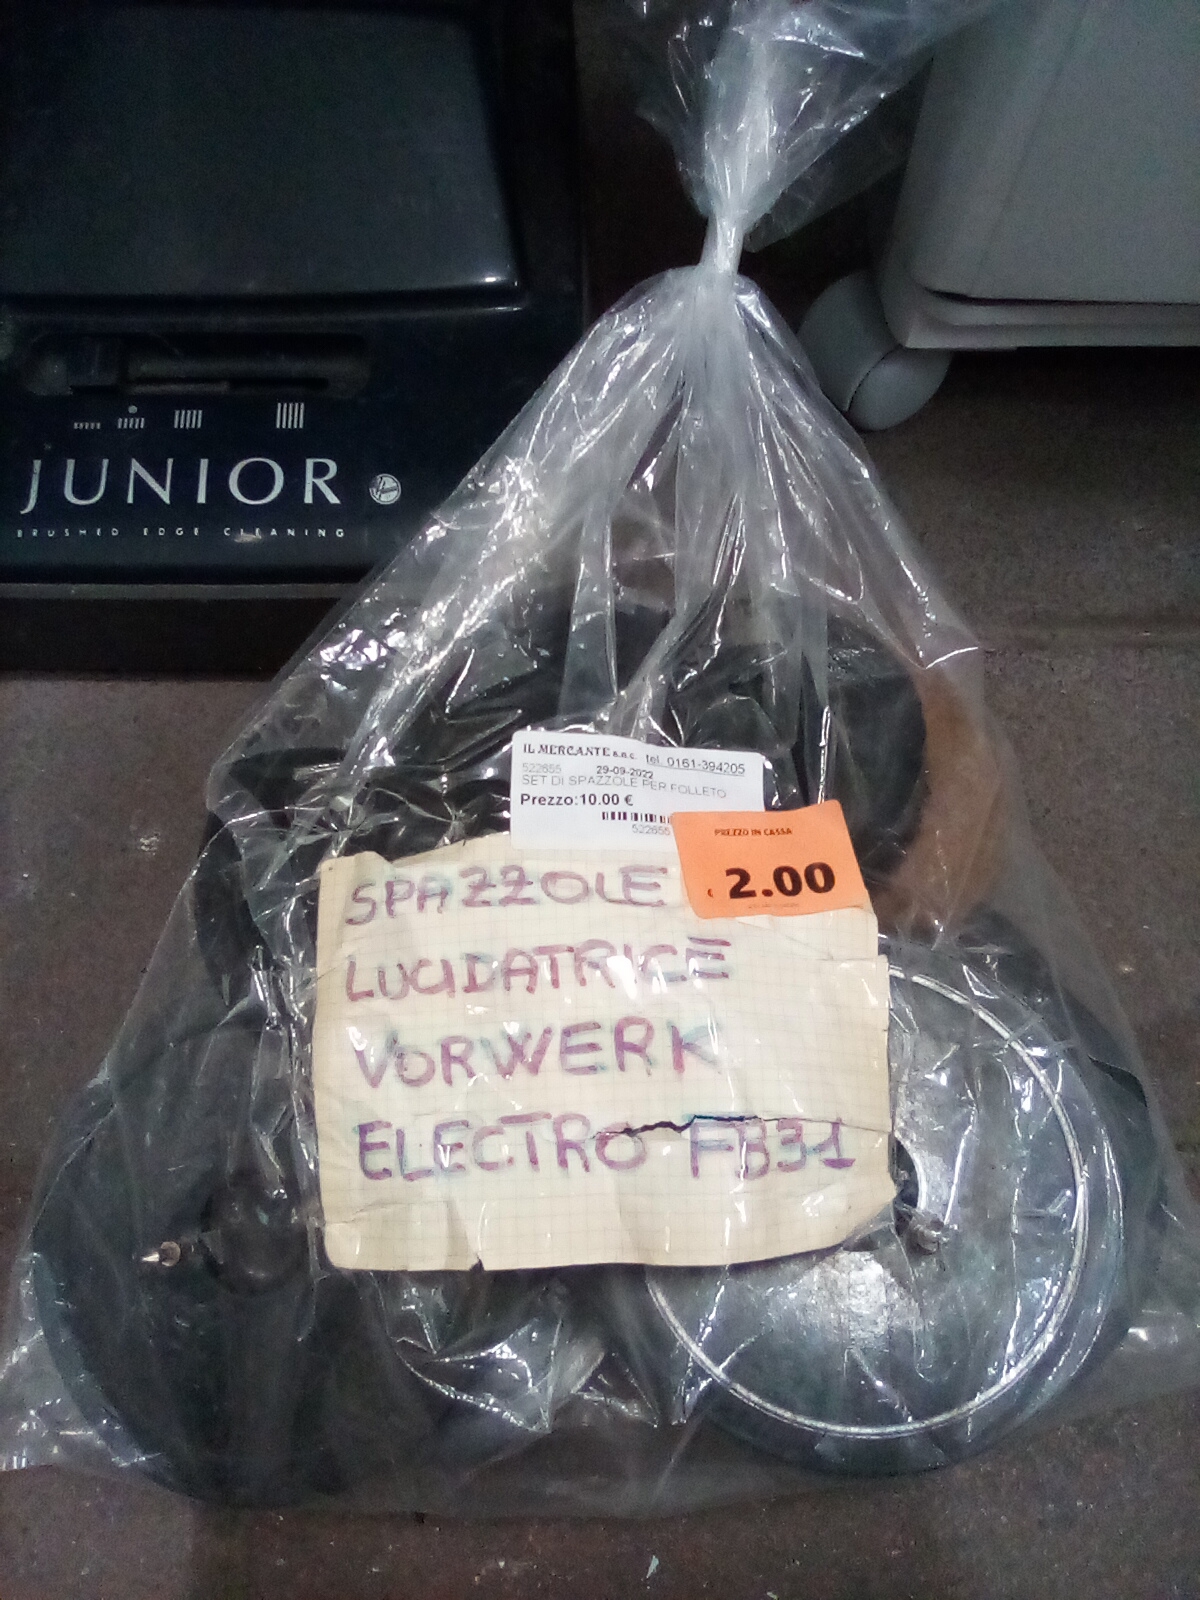 JUNIOR
BRUSHED EDGE CLEANING
IL MERCANTE s.n.c. tel. 0161-394205
522655 29-09-2022
SET DI SPAZZOLE PER FOLLETO
Prezzo:10.00 €
522655
PREZZO IN CASSA
€ 2.00
SPAZZOLE
LUCIDATRICE
VORWERK
ELECTRO FB31